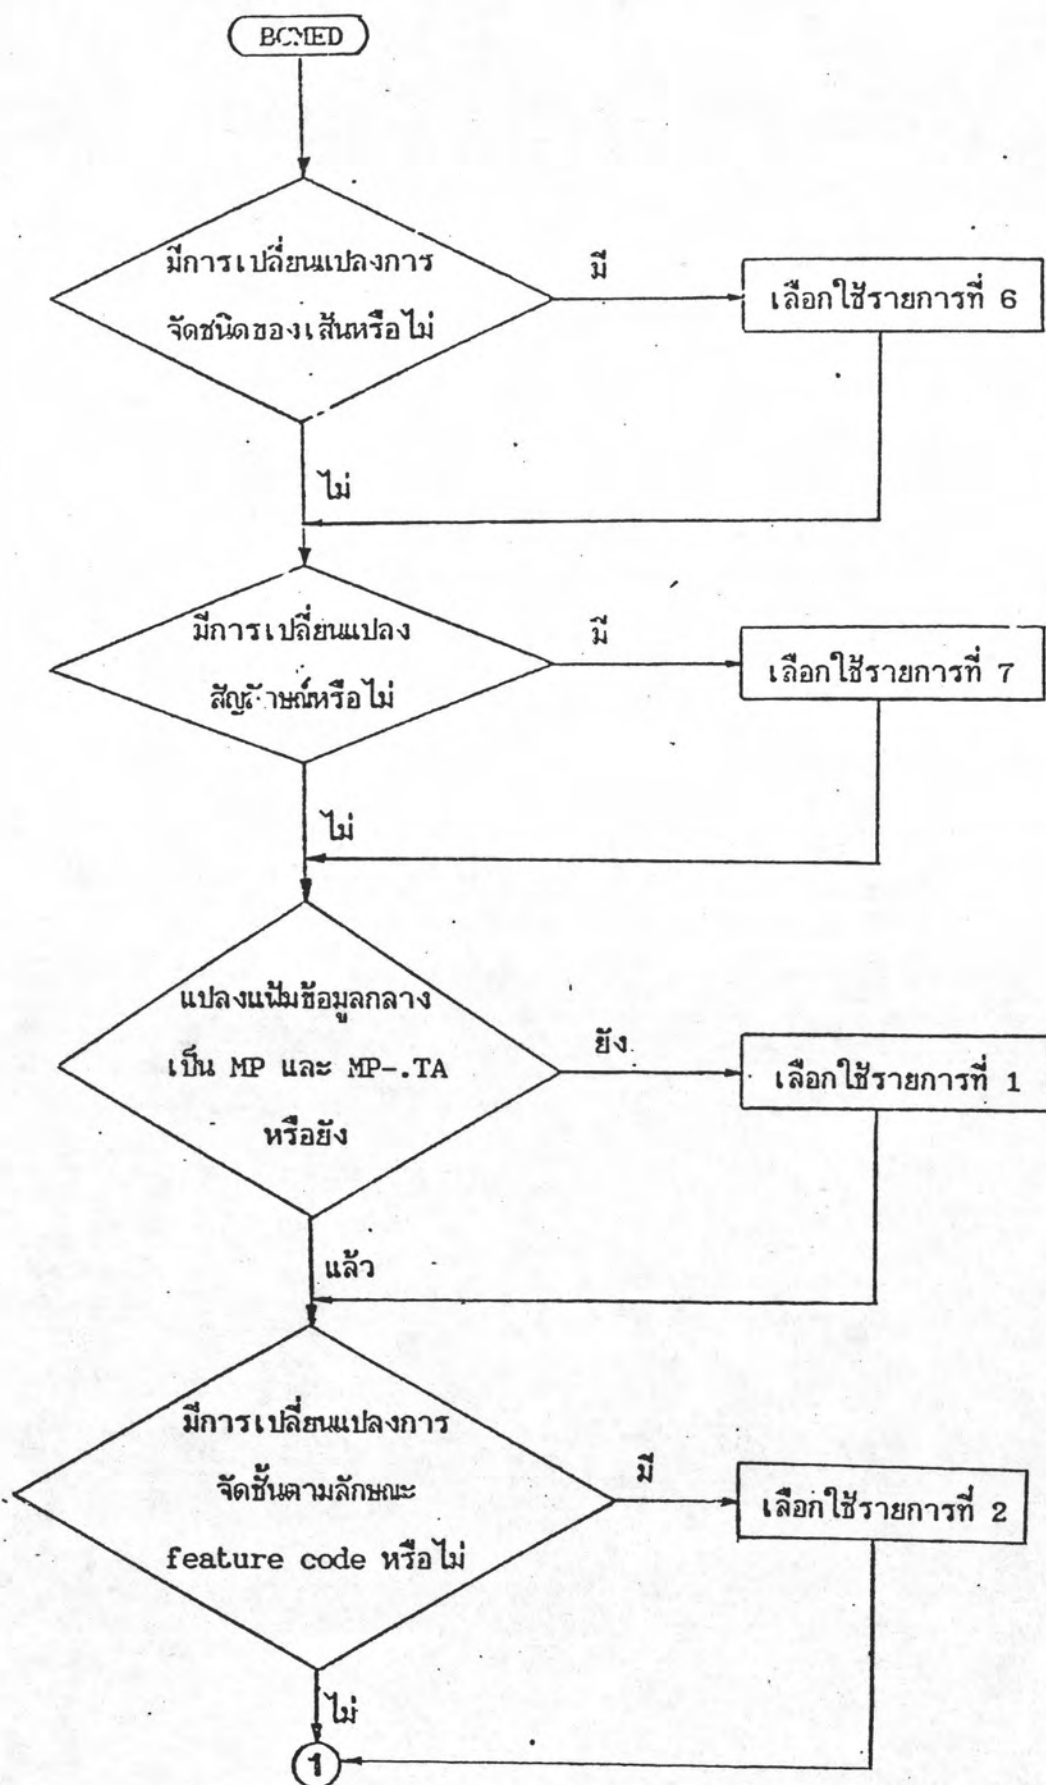 BCMED
มีการเปลี่ยนแปลงการ
จัดชนิดของเส้นหรือไม่
มี
เลือกใช้รายการที่ 6
ไม่
มีการเปลี่ยนแปลง
หรือไม่
มี
เลือกใช้รายการที่ 7
ไม่
แปลงแฟ้มข้อมูลกลาง
เป็น MP และ MP-.TA
หรือยัง
ยัง
เลือกใช้รายการที่ 1
แล้ว
มีการเปลี่ยนแปลงการ
จัดชั้นตามลักษณะ
feature code หรือไม่
มี
เลือกใช้รายการที่ 2
ไม่
1